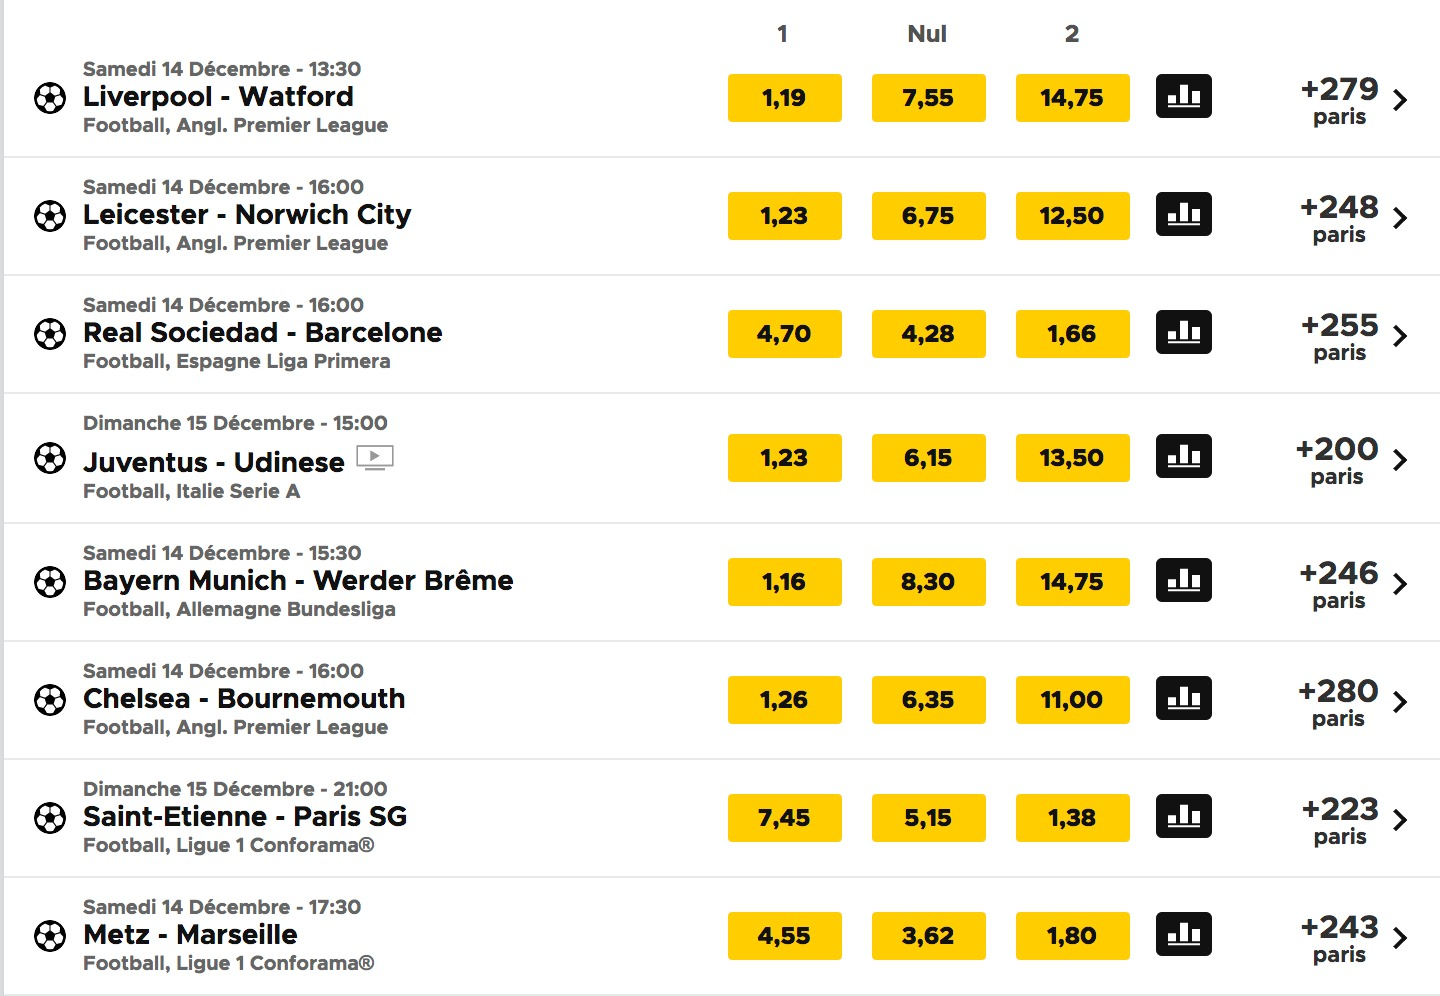 1 Nul 2
Samedi 14 Décembre - 13:30
Liverpool - Watford
Football, Angl. Premier League
1,19 7,55 14,75
+279
paris
Samedi 14 Décembre - 16:00
Leicester - Norwich City
Football, Angl. Premier League
1,23 6,75 12,50
+248
paris
Samedi 14 Décembre - 16:00
Real Sociedad - Barcelone
Football, Espagne Liga Primera
4,70 4,28 1,66
+255
paris
Dimanche 15 Décembre - 15:00
Juventus - Udinese
Football, Italie Serie A
1,23 6,15 13,50
+200
paris
Samedi 14 Décembre - 15:30
Bayern Munich - Werder Brême
Football, Allemagne Bundesliga
1,16 8,30 14,75
+246
paris
Samedi 14 Décembre - 16:00
Chelsea - Bournemouth
Football, Angl. Premier League
1,26 6,35 11,00
+280
paris
Dimanche 15 Décembre - 21:00
Saint-Etienne - Paris SG
Football, Ligue 1 Conforama®
7,45 5,15 1,38
+223
paris
Samedi 14 Décembre - 17:30
Metz - Marseille
Football, Ligue 1 Conforama®
4,55 3,62 1,80
+243
paris